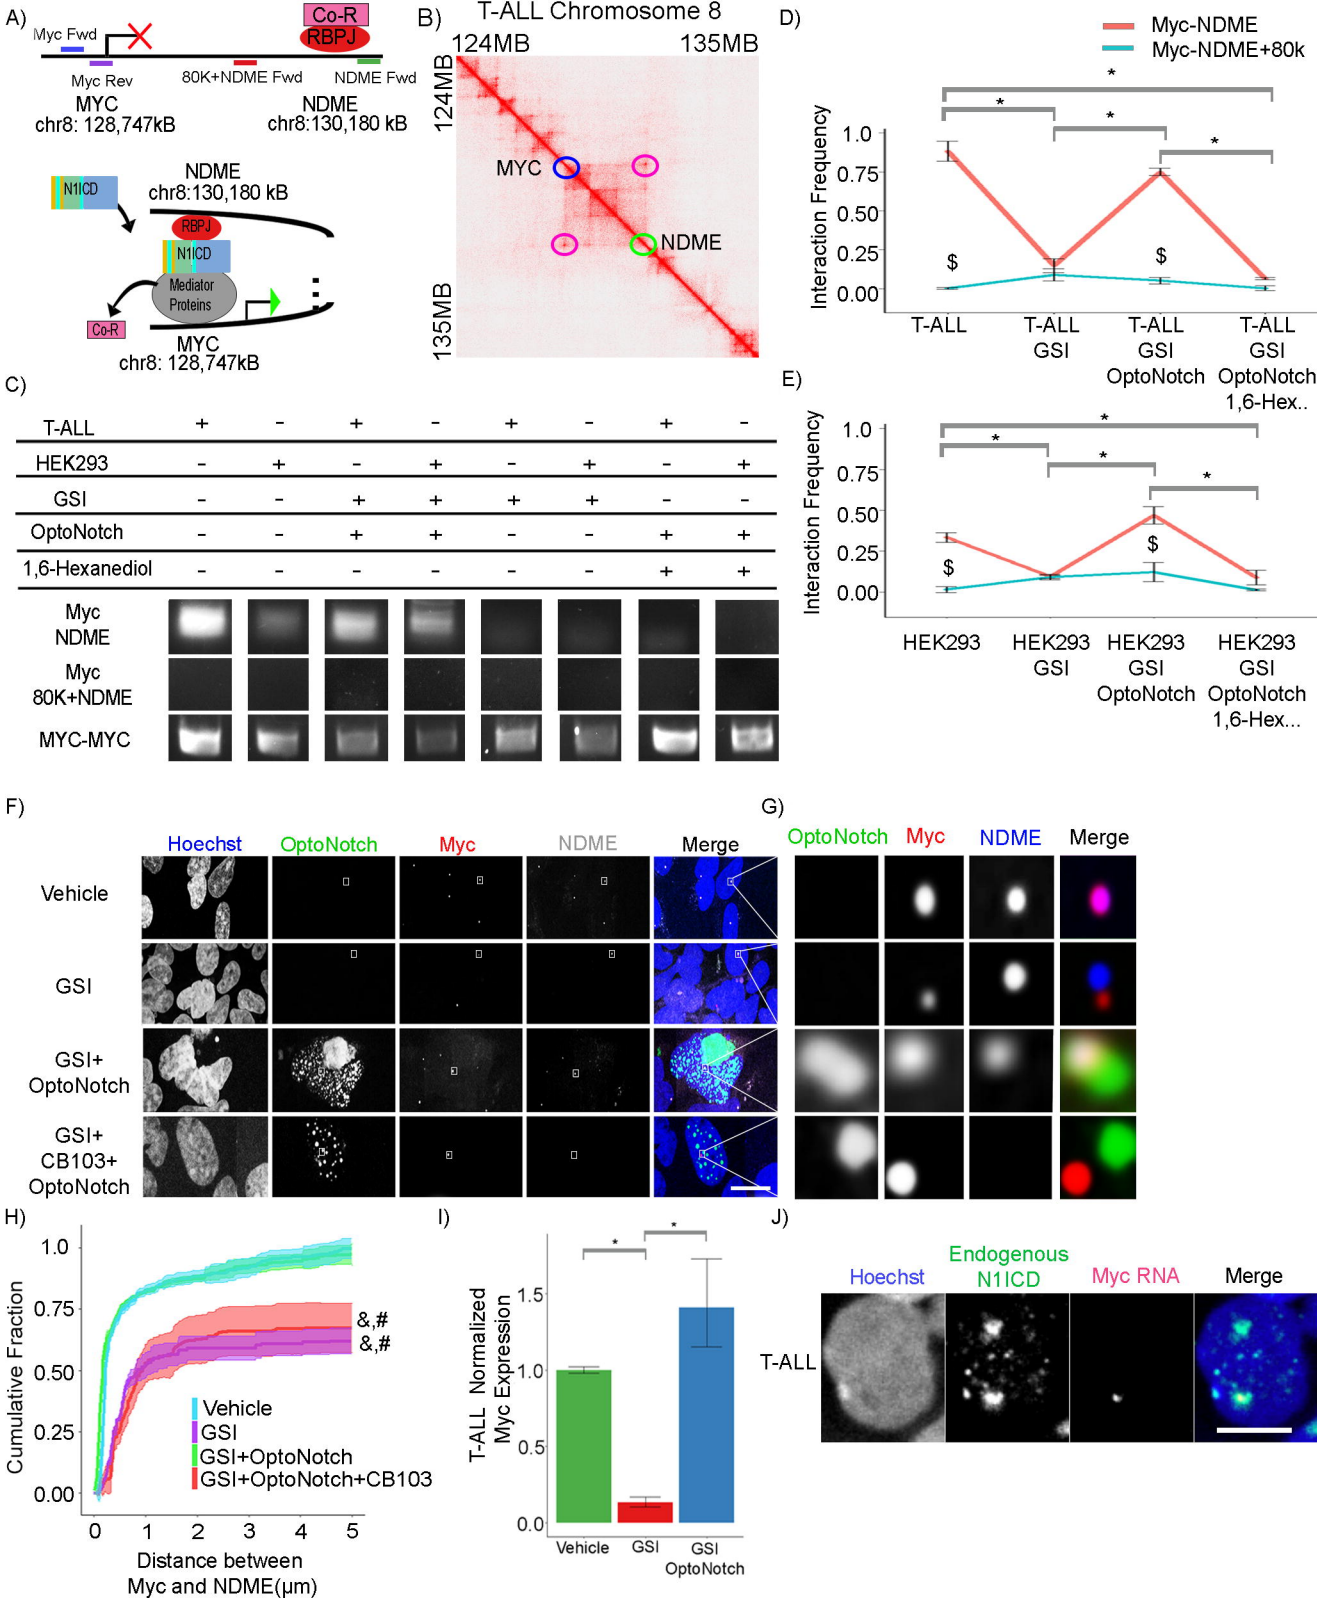 A)
Co-R
RBPJ
Myc Fwd
Myc Rev
80K+NDME Fwd
NDME Fwd
MYC
chr8: 128,747kB
NDME
chr8:130,180 kB
NDME
chr8:130,180 kB
N1ICD
RBPJ
N1ICD
Mediator
Proteins
Co-R
MYC
chr8: 128,747kB
B)
T-ALL Chromosome 8
124MB
135MB
124MB
135MB
MYC
NDME
C)
T-ALL + - + - + - + -
HEK293 - + - + - + - +
GSI - - + + + + - -
OptoNotch - - + + - - + +
1,6-Hexanediol - - - - - - + +
Myc
NDME
Myc
80K+NDME
MYC-MYC
D)
Myc-NDME
Myc-NDME+80k
*
*
*
*
Interaction Frequency
1.0
0.75
0.50
0.25
0.00
$
$
T-ALL
T-ALL
GSI
T-ALL
GSI
OptoNotch
T-ALL
GSI
OptoNotch
1,6-Hex..
E)
*
*
*
*
Interaction Frequency
1.0
0.75
0.50
0.25
0.00
$
$
HEK293
HEK293
GSI
HEK293
GSI
OptoNotch
HEK293
GSI
OptoNotch
1,6-Hex...
F)
Hoechst
OptoNotch
Myc
NDME
Merge
Vehicle
GSI
GSI+
OptoNotch
GSI+
CB103+
OptoNotch
G)
OptoNotch
Myc
NDME
Merge
H)
Cumulative Fraction
1.0
0.75
0.50
0.25
0.00
&,#
&,#
Vehicle
GSI
GSI+OptoNotch
GSI+OptoNotch+CB103
0 1 2 3 4 5
Distance between
Myc and NDME(µm)
I)
*
*
T-ALL Normalized
Myc Expression
1.5
1.0
0.5
0.0
Vehicle
GSI
GSI
OptoNotch
J)
Hoechst
Endogenous
N1ICD
Myc RNA
Merge
T-ALL